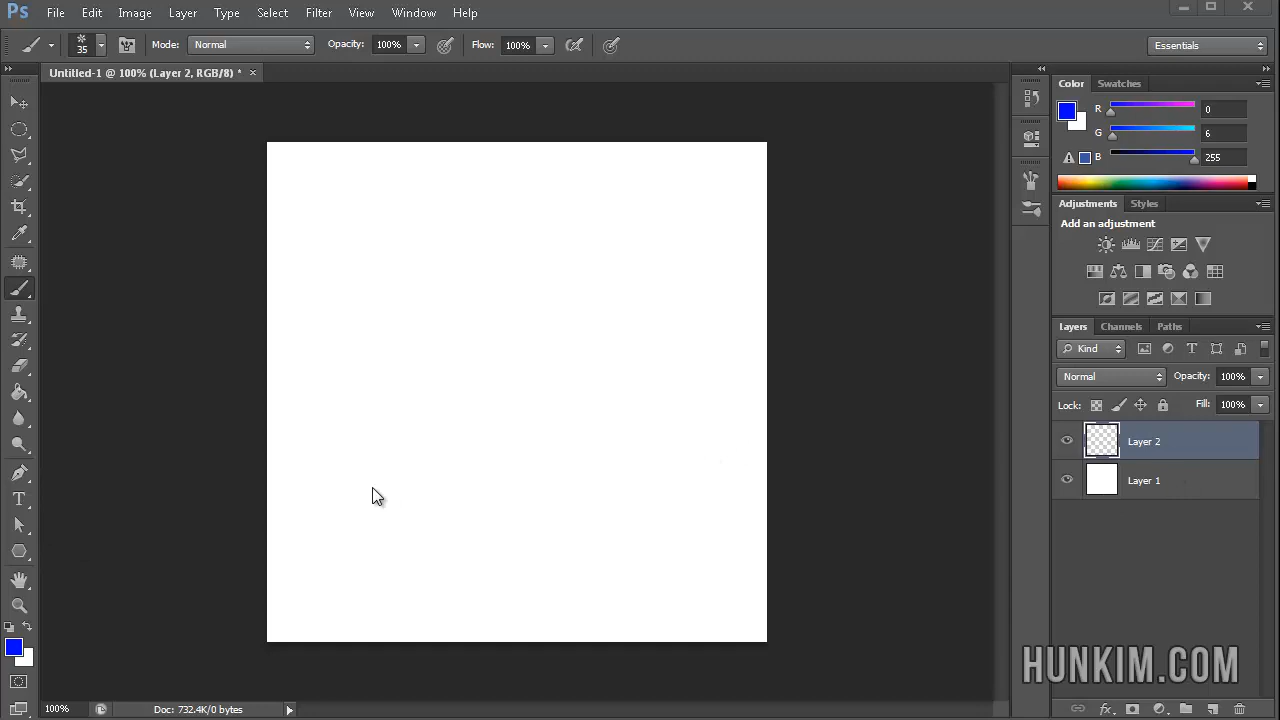 Ps File Edit Image Layer Type Select Filter View Window Help
35 Mode: Normal Opacity: 100% Flow: 100% Essentials
Untitled-1 @ 100% (Layer 2, RGB/8) * ×
Color Swatches
R 0
G 6
B 255
Adjustments Styles
Add an adjustment
Layers Channels Paths
Kind T
Normal Opacity: 100%
Lock: Fill: 100%
Layer 2
Layer 1
T
HUNKIM.COM
100% Doc: 732.4K/0 bytes
fx